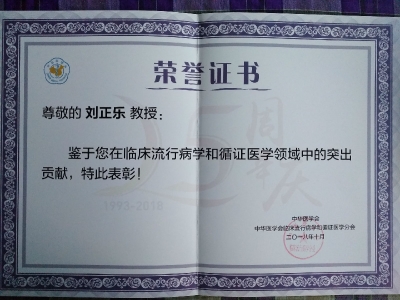 荣誉证书
尊敬的 刘正乐 教授：
鉴于您在临床流行病学和循证医学领域中的突出
贡献，特此表彰！
1993-2018
中华医学会
中华医学会临床流行病学和循证医学分会
二〇一八年十月